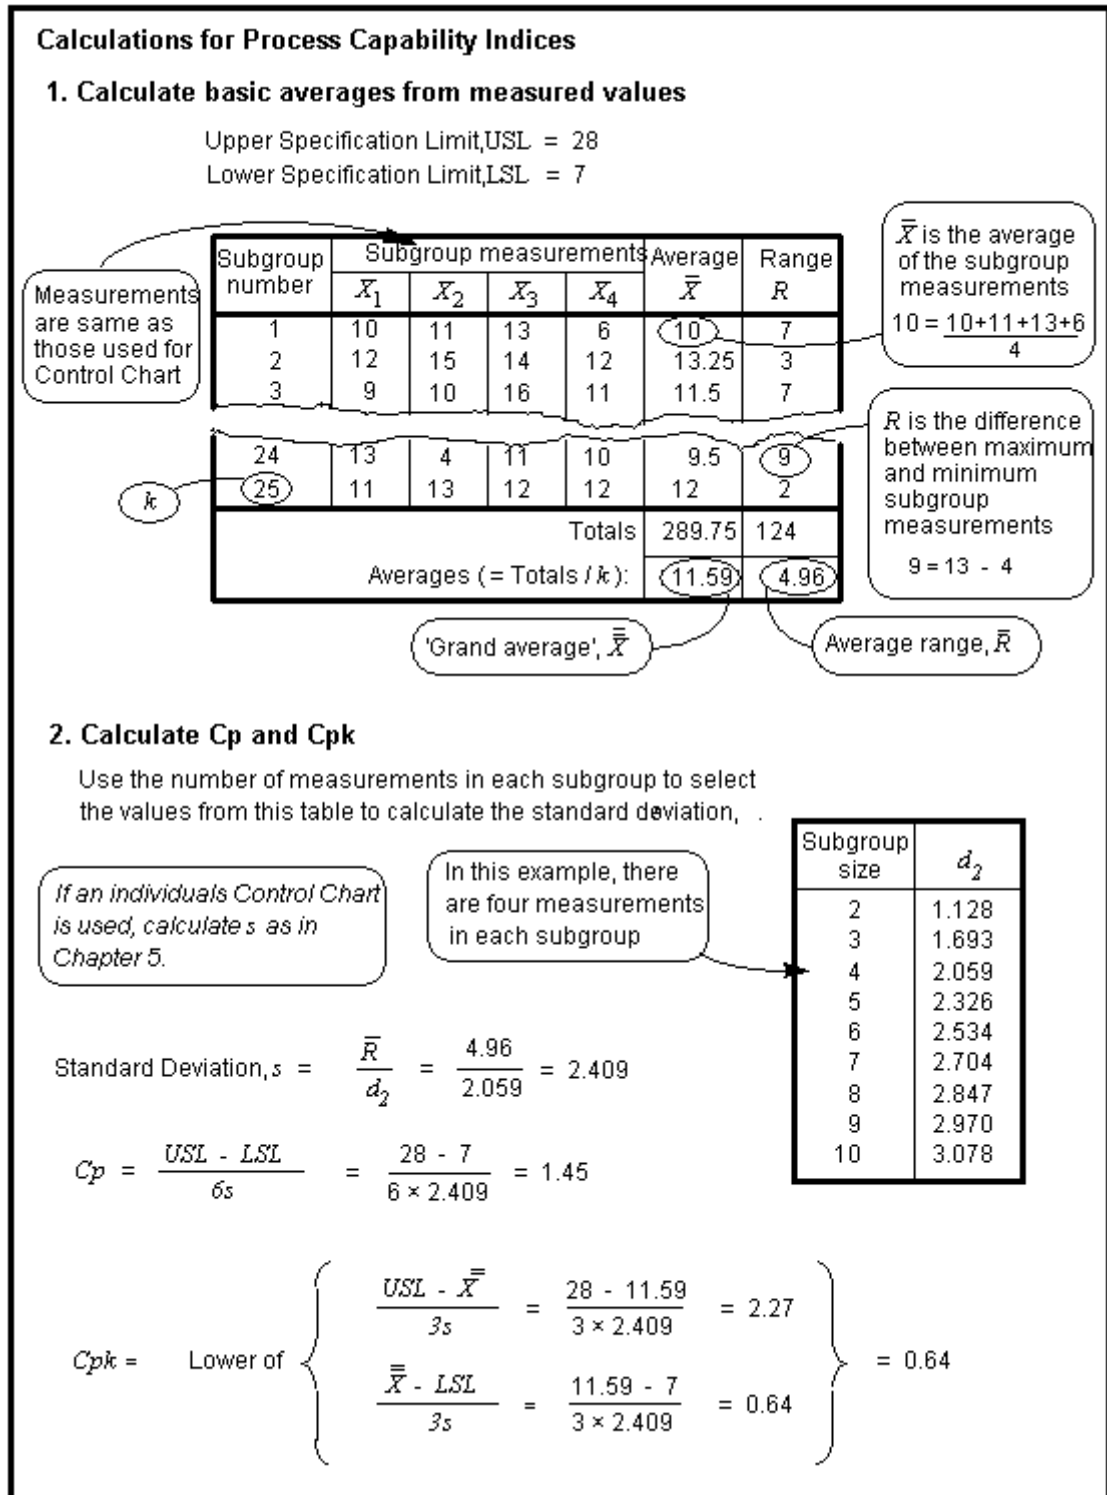 Calculations for Process Capability Indices
1. Calculate basic averages from measured values
Upper Specification Limit,USL = 28
Lower Specification Limit,LSL = 7
Measurements
are same as
those used for
Control Chart
Subgroup number Subgroup measurements Average Range
X̄1 X2 X3 X4 X̄ R
1 10 11 13 6 10 7
2 12 15 14 12 13.25 3
3 9 10 16 11 11.5 7
24 13 4 11 10 9.5 9
25 11 13 12 12 12 2
k
Totals 289.75 124
Averages ( = Totals / k ): 11.59 4.96
X̄ is the average
of the subgroup
measurements
10 = 10+11+13+6 / 4
R is the difference
between maximum
and minimum
subgroup
measurements
9 = 13 - 4
'Grand average', X̿
Average range, R̄
2. Calculate Cp and Cpk
Use the number of measurements in each subgroup to select
the values from this table to calculate the standard deviation, .
If an individuals Control Chart
is used, calculate s as in
Chapter 5.
In this example, there
are four measurements
in each subgroup
Subgroup size d2
2 1.128
3 1.693
4 2.059
5 2.326
6 2.534
7 2.704
8 2.847
9 2.970
10 3.078
Standard Deviation, s = R̄ / d2 = 4.96 / 2.059 = 2.409
Cp = USL - LSL / 6s = 28 - 7 / 6 × 2.409 = 1.45
Cpk = Lower of
USL - X̿ / 3s = 28 - 11.59 / 3 × 2.409 = 2.27
X̿ - LSL / 3s = 11.59 - 7 / 3 × 2.409 = 0.64
= 0.64